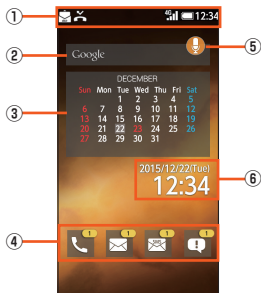 ① 4G 12:34
② Google ⑤
③ DECEMBER
Sun Mon Tue Wed Thu Fri Sat
1 2 3 4 5
6 7 8 9 10 11 12
13 14 15 16 17 18 19
20 21 22 23 24 25 26
27 28 29 30 31
2015/12/22(Tue) ⑥
12:34
④ 1 1 1 1